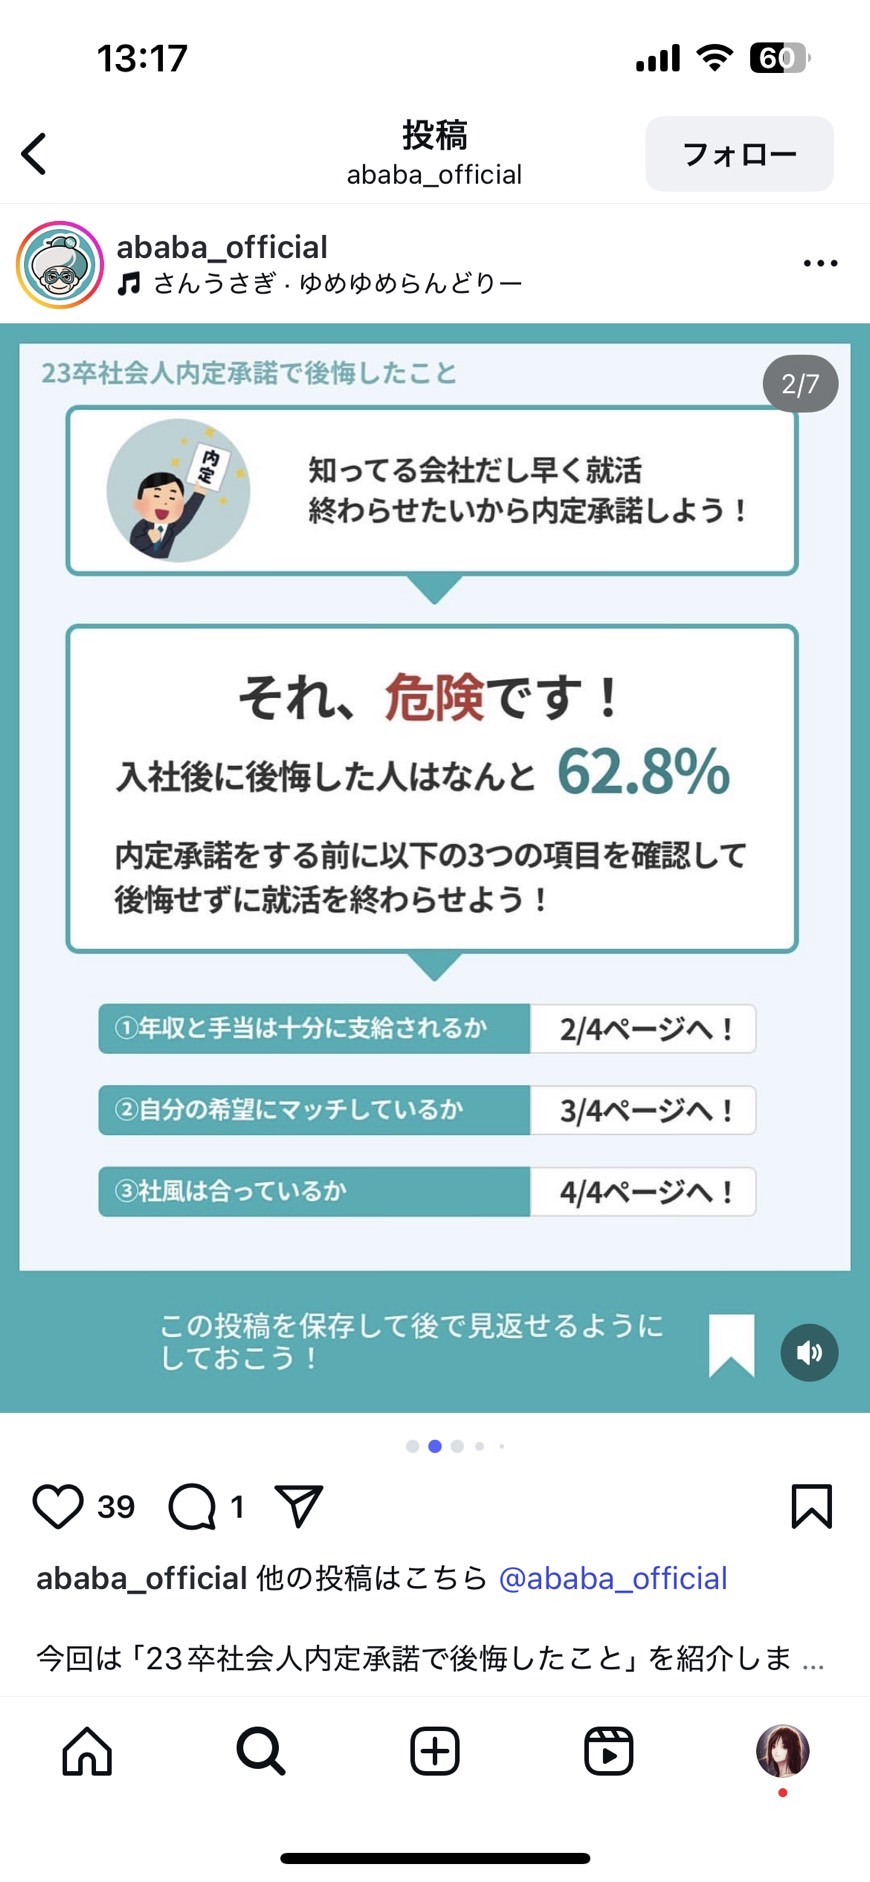 13:17
60
投稿
ababa_official
フォロー
ababa_official
さんうさぎ · ゆめゆめらんどりー
23卒社会人内定承諾で後悔したこと
2/7
内定
知ってる会社だし早く就活
終わらせたいから内定承諾しよう！
それ、危険です！
入社後に後悔した人はなんと 62.8%
内定承諾をする前に以下の3つの項目を確認して
後悔せずに就活を終わらせよう！
①年収と手当は十分に支給されるか 2/4ページへ！
②自分の希望にマッチしているか 3/4ページへ！
③社風は合っているか 4/4ページへ！
この投稿を保存して後で見返せるように
しておこう！
39 1
ababa_official 他の投稿はこちら @ababa_official
今回は「23卒社会人内定承諾で後悔したこと」を紹介しま ...